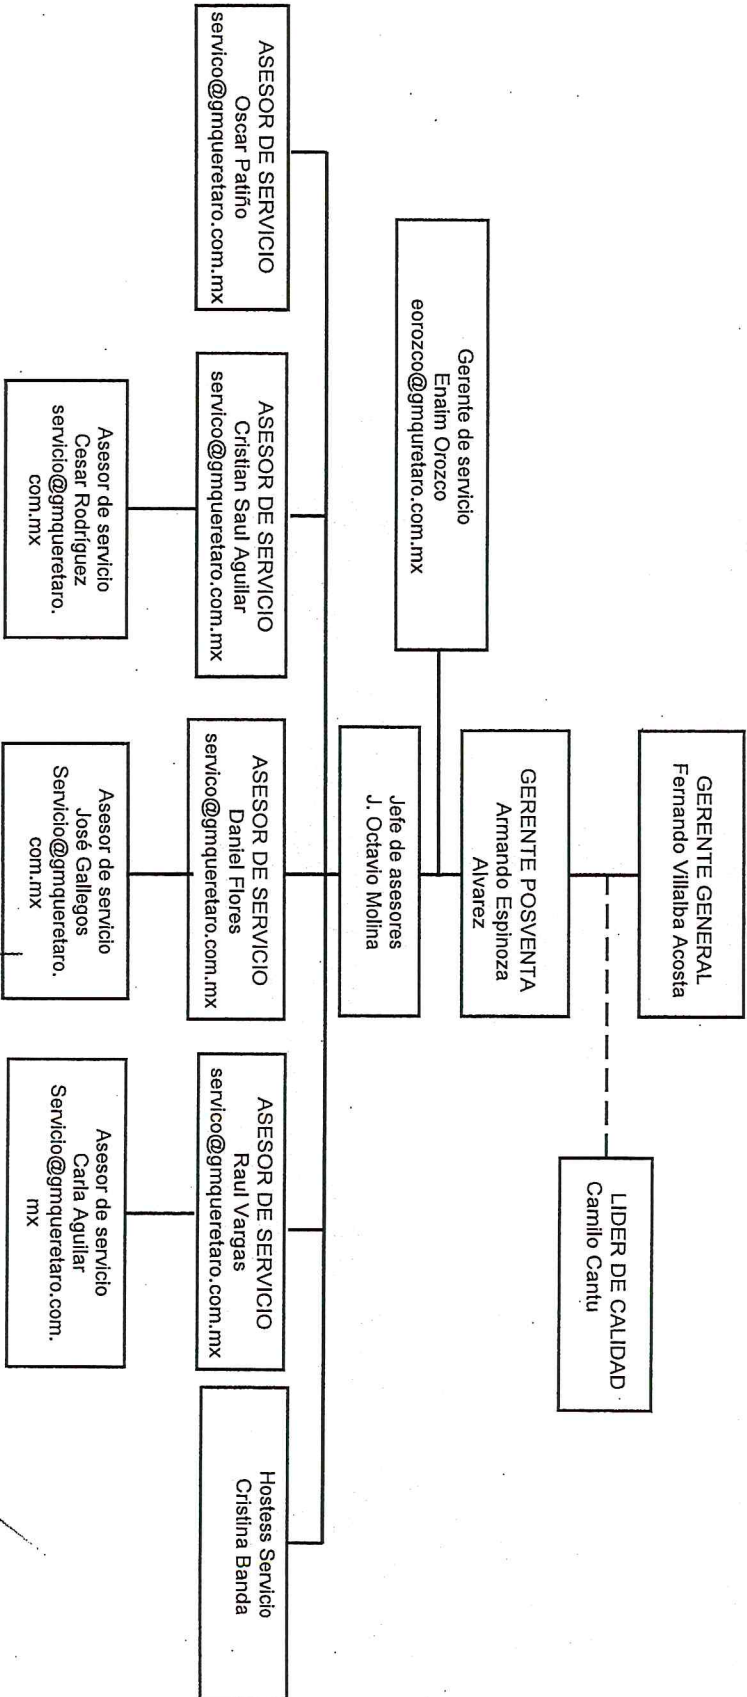 GERENTE GENERAL
Fernando Villalba Acosta
LIDER DE CALIDAD
Camilo Cantu
GERENTE POSVENTA
Armando Espinoza
Alvarez
Gerente de servicio
Enaim Orozco
eorozco@gmquretaro.com.mx
Jefe de asesores
J. Octavio Molina
ASESOR DE SERVICIO
Oscar Patiño
servico@gmqueretaro.com.mx
ASESOR DE SERVICIO
Cristian Saul Aguilar
servico@gmqueretaro.com.mx
ASESOR DE SERVICIO
Daniel Flores
servico@gmqueretaro.com.mx
ASESOR DE SERVICIO
Raul Vargas
servico@gmqueretaro.com.mx
Hostess Servicio
Cristina Banda
Asesor de servicio
Cesar Rodríguez
servicio@gmqueretaro.
com.mx
Asesor de servicio
José Gallegos
Servicio@gmqueretaro.
com.mx
Asesor de servicio
Carla Aguilar
Servicio@gmqueretaro.com.
mx